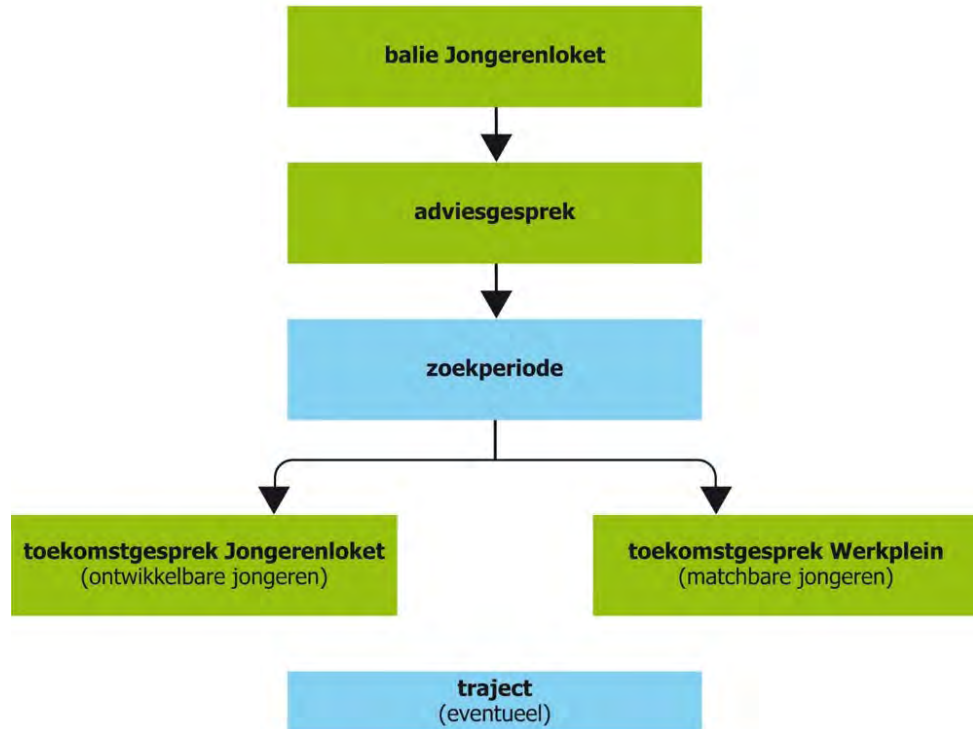 balie Jongerenloket
adviesgesprek
zoekperiode
toekomstgesprek Jongerenloket
(ontwikkelbare jongeren)
toekomstgesprek Werkplein
(matchbare jongeren)
traject
(eventueel)